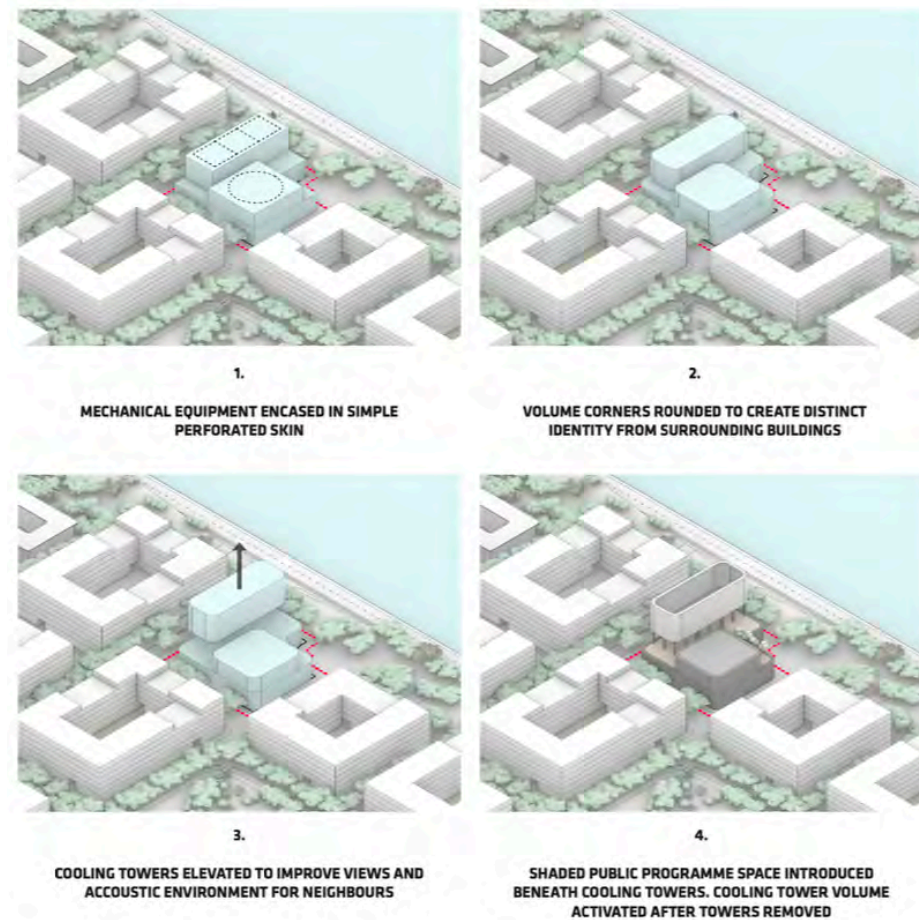 1.
MECHANICAL EQUIPMENT ENCASED IN SIMPLE
PERFORATED SKIN
2.
VOLUME CORNERS ROUNDED TO CREATE DISTINCT
IDENTITY FROM SURROUNDING BUILDINGS
3.
COOLING TOWERS ELEVATED TO IMPROVE VIEWS AND
ACCOUSTIC ENVIRONMENT FOR NEIGHBOURS
4.
SHADED PUBLIC PROGRAMME SPACE INTRODUCED
BENEATH COOLING TOWERS. COOLING TOWER VOLUME
ACTIVATED AFTER TOWERS REMOVED